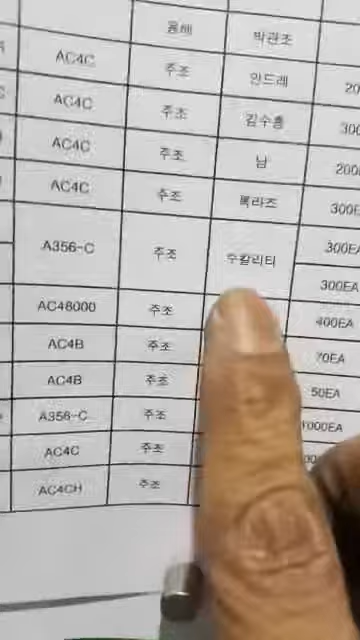 용해 박관조
AC4C 주조 안드레 20
AC4C 주조 김수홍 300
AC4C 주조 남 200
AC4C 주조 록라즈 300E
A356-C 주조 수칼리티 300EA
300EA
AC48000 주조 400EA
AC4B 주조 70EA
AC4B 주조 50EA
A356-C 주조 1000EA
AC4C 주조
AC4CH 주조